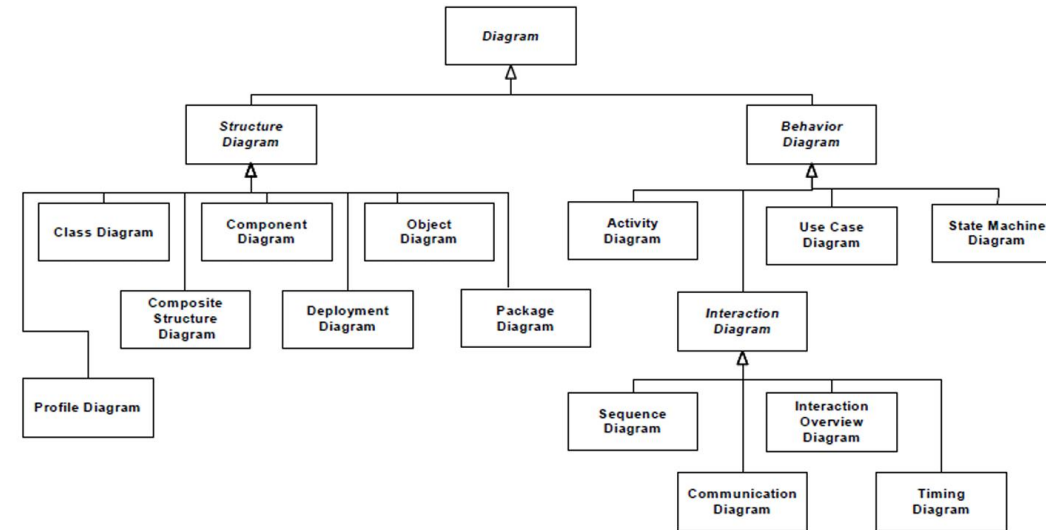 Diagram
Structure
Diagram
Behavior
Diagram
Class Diagram
Component
Diagram
Object
Diagram
Activity
Diagram
Use Case
Diagram
State Machine
Diagram
Composite
Structure
Diagram
Deployment
Diagram
Package
Diagram
Interaction
Diagram
Profile Diagram
Sequence
Diagram
Interaction
Overview
Diagram
Communication
Diagram
Timing
Diagram